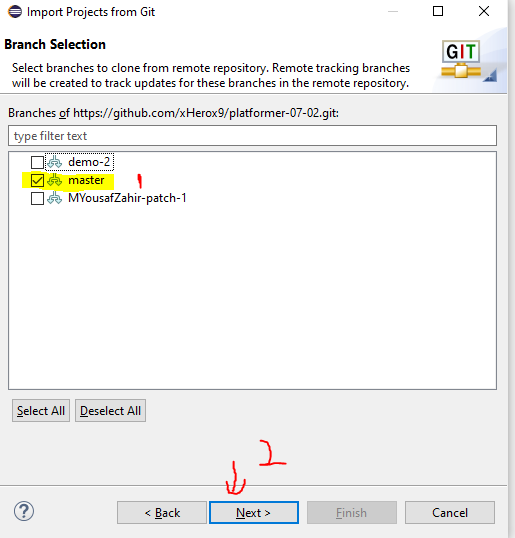 Import Projects from Git
Branch Selection
Select branches to clone from remote repository. Remote tracking branches
will be created to track updates for these branches in the remote repository.
GIT
Branches of https://github.com/xHerox9/platformer-07-02.git:
type filter text
demo-2
master 1
MYousafZahir-patch-1
Select All Deselect All
2
? < Back Next > Finish Cancel